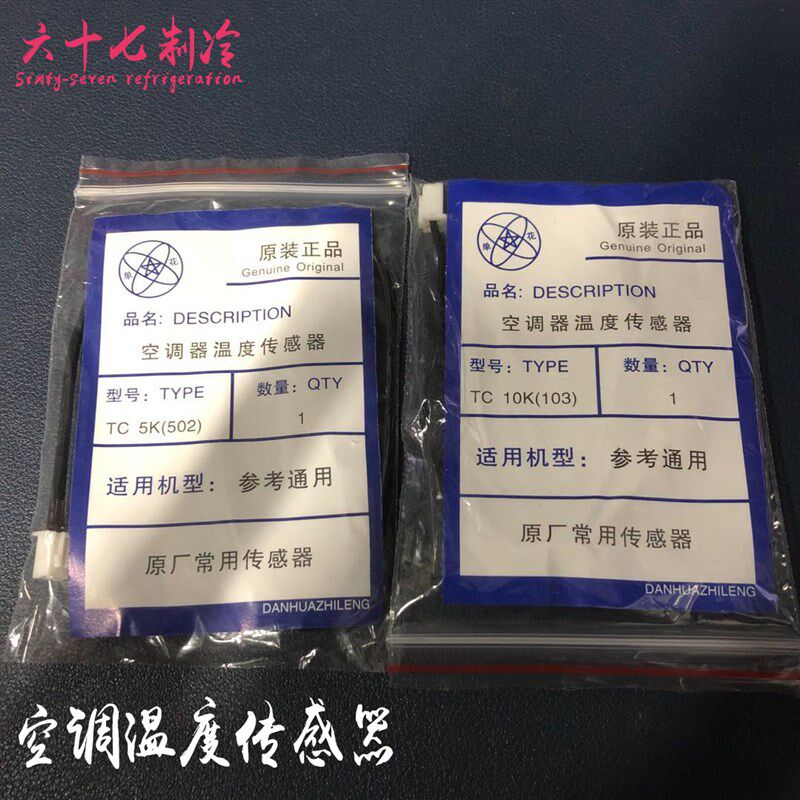 六十七制冷
Sixty-seven refrigeration
单花
原装正品
Genuine Original
品名: DESCRIPTION
空调器温度传感器
型号: TYPE
数量: QTY
TC 5K(502)
1
适用机型: 参考通用
原厂常用传感器
DANHUAZHILENG
单花
原装正品
Genuine Original
品名: DESCRIPTION
空调器温度传感器
型号: TYPE
数量: QTY
TC 10K(103)
1
适用机型: 参考通用
原厂常用传感器
DANHUAZHILENG
空调温度传感器